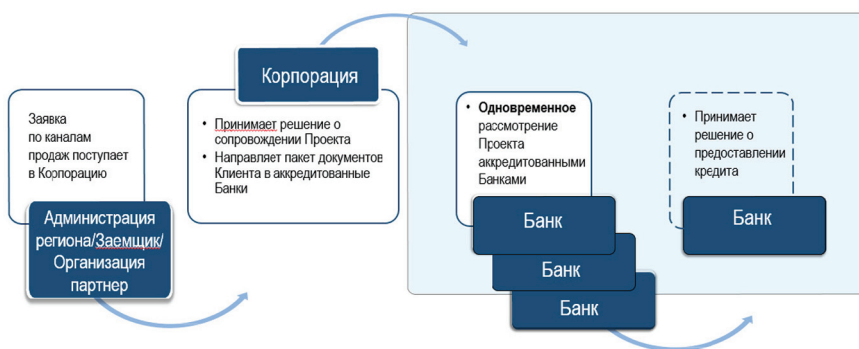 Заявка
по каналам
продаж поступает
в Корпорацию
Администрация
региона/Заемщик/
Организация
партнер
Корпорация
• Принимает решение о
сопровождении Проекта
• Направляет пакет документов
Клиента в аккредитованные
Банки
• Одновременное
рассмотрение
Проекта
аккредитованными
Банками
Банк
Банк
Банк
• Принимает
решение о
предоставлении
кредита
Банк